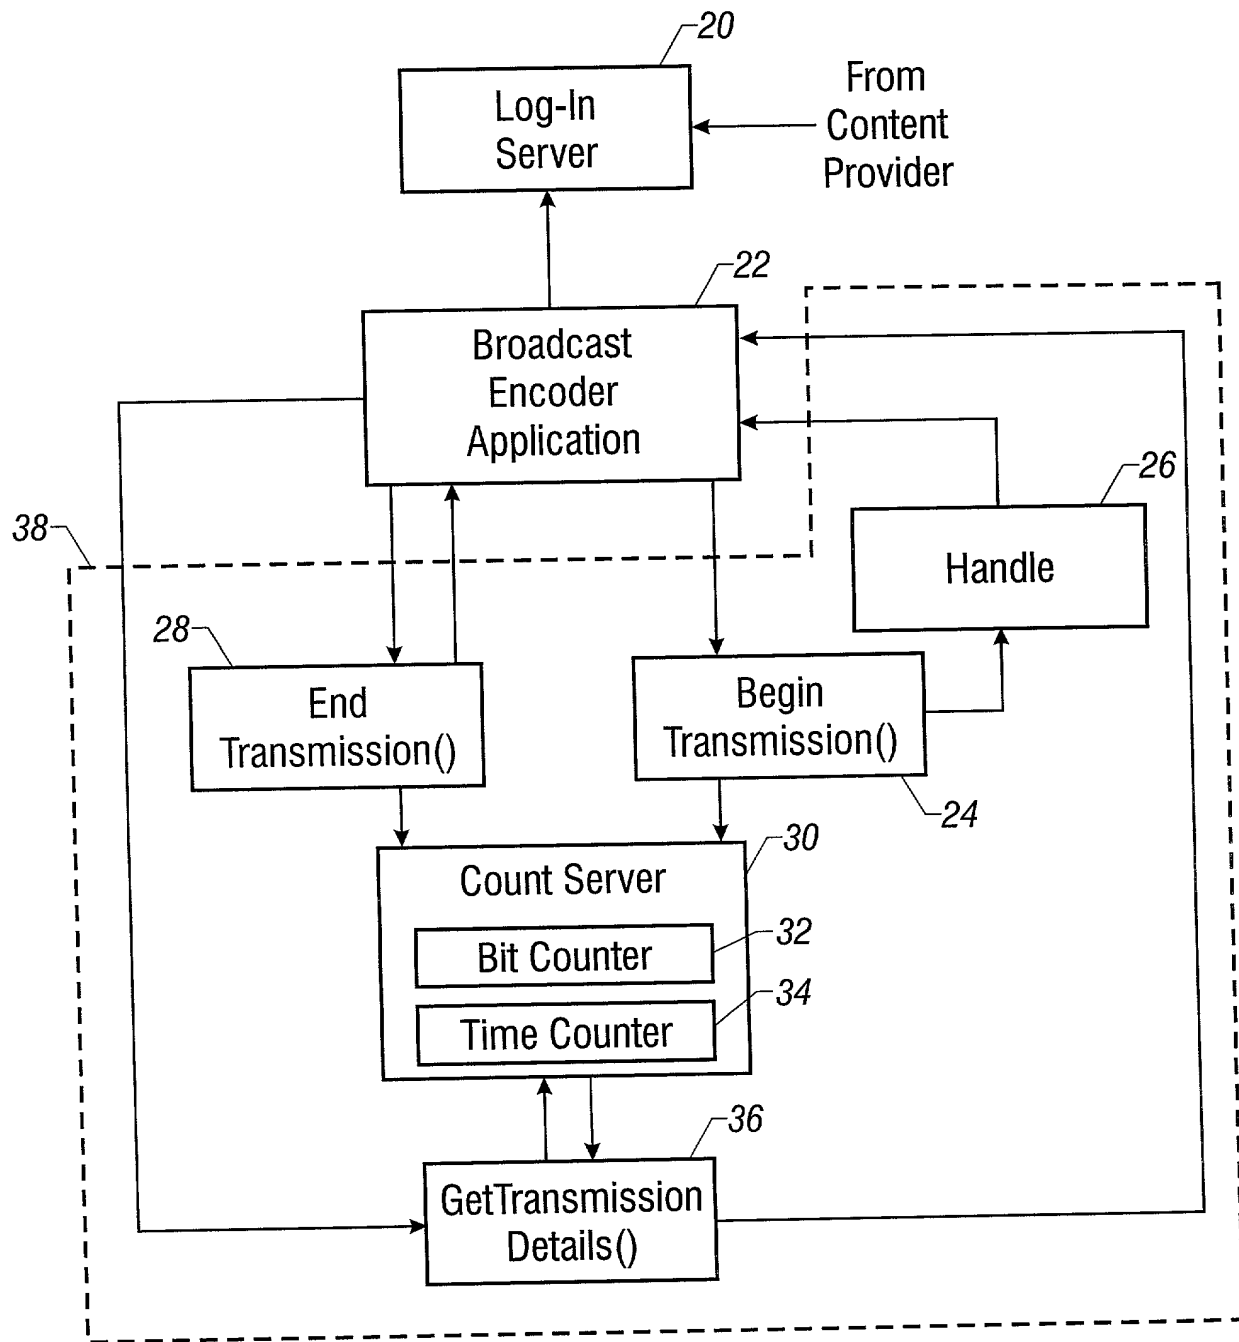 20
Log-In
Server
From
Content
Provider
22
Broadcast
Encoder
Application
26
Handle
38
28
End
Transmission()
Begin
Transmission()
24
30
Count Server
32
Bit Counter
34
Time Counter
36
GetTransmission
Details()